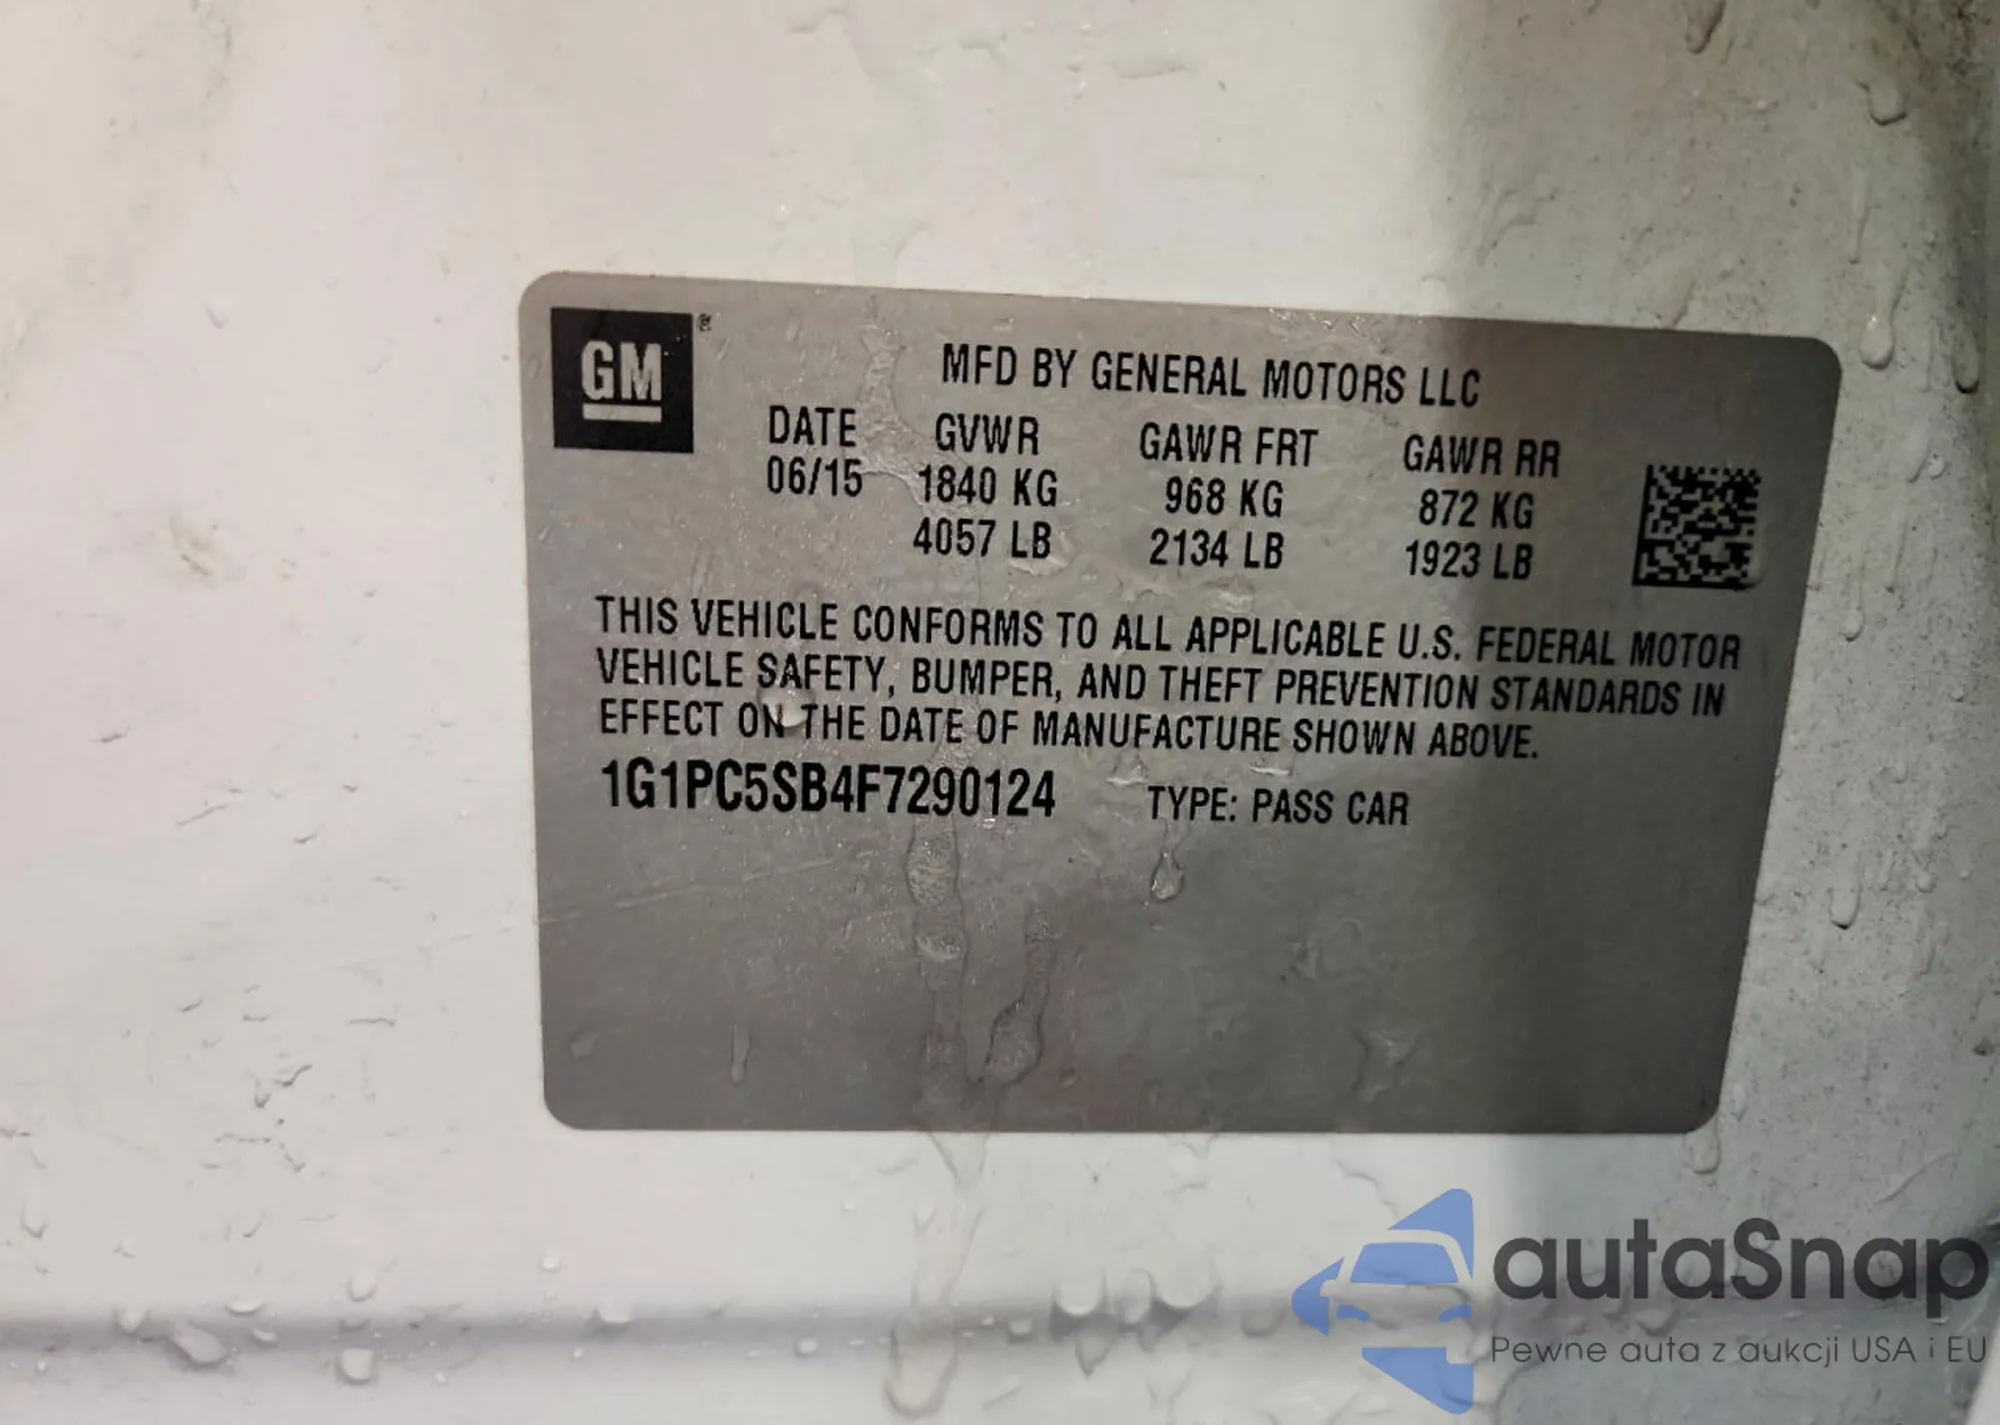 GM®
MFD BY GENERAL MOTORS LLC
DATE GVWR GAWR FRT GAWR RR
06/15 1840 KG 968 KG 872 KG
4057 LB 2134 LB 1923 LB
THIS VEHICLE CONFORMS TO ALL APPLICABLE U.S. FEDERAL MOTOR
VEHICLE SAFETY, BUMPER, AND THEFT PREVENTION STANDARDS IN
EFFECT ON THE DATE OF MANUFACTURE SHOWN ABOVE.
1G1PC5SB4F7290124 TYPE: PASS CAR
autaSnap
Pewne auta z aukcji USA i EU